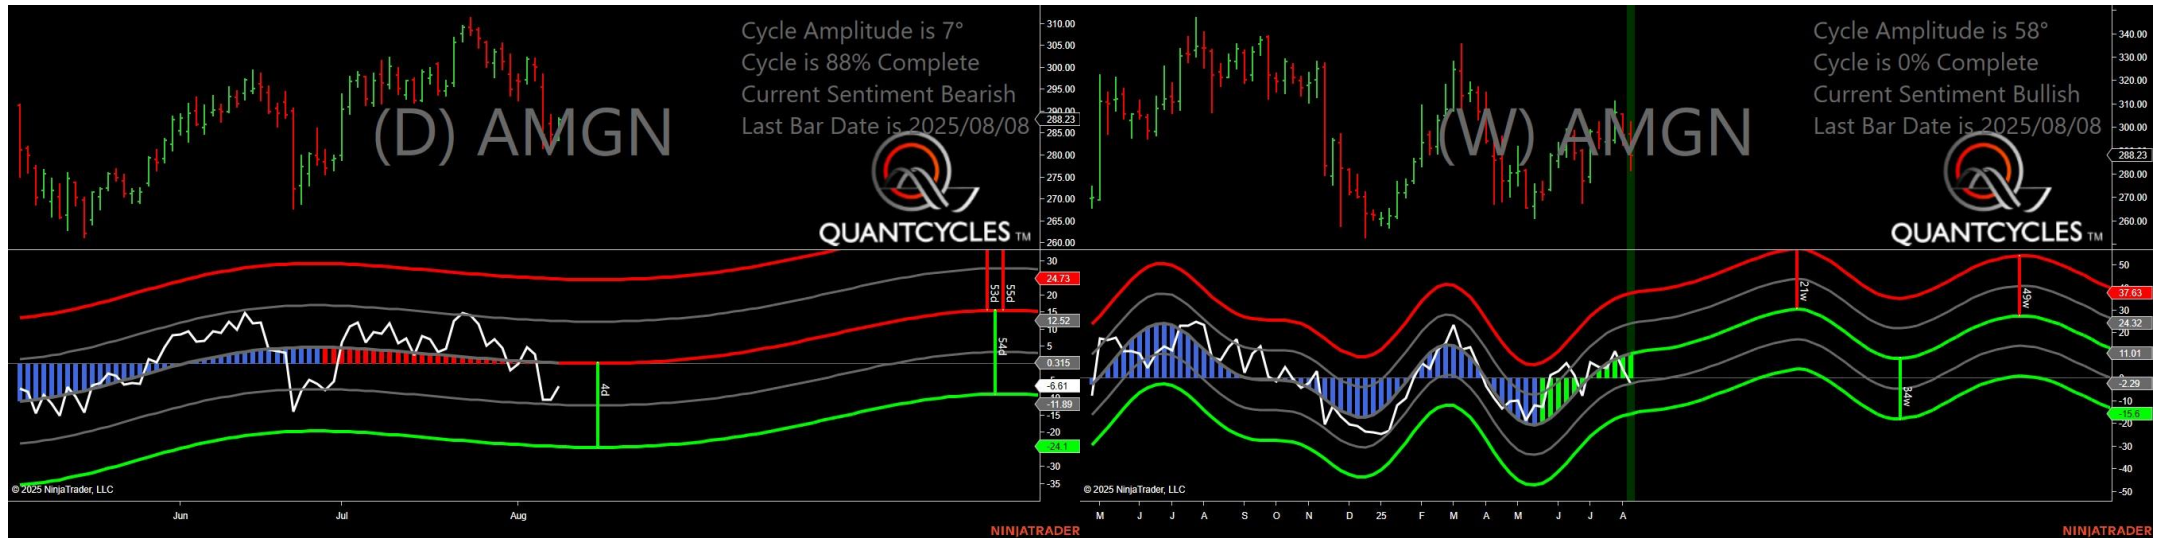 Cycle Amplitude is 7°
Cycle is 88% Complete
Current Sentiment Bearish
Last Bar Date is 2025/08/08
(D) AMGN
QUANTCYCLES TM
310.00
305.00
300.00
295.00
290.00
288.23
285.00
280.00
275.00
270.00
265.00
260.00
30
24.73
20
15
12.52
10
5
0.315
-6.61
-11.89
-15
-20
-24.1
-30
-35
4d
53d
55d
54d
© 2025 NinjaTrader, LLC
Jun
Jul
Aug
NINJATRADER
Cycle Amplitude is 58°
Cycle is 0% Complete
Current Sentiment Bullish
Last Bar Date is 2025/08/08
(W) AMGN
QUANTCYCLES TM
340.00
330.00
320.00
310.00
300.00
288.23
280.00
270.00
260.00
50
37.63
30
24.32
20
11.01
-2.29
-10
-15.6
-20
-30
-40
-50
21w
49w
34w
© 2025 NinjaTrader, LLC
M
J
J
A
S
O
N
D
25
F
M
A
M
J
J
A
NINJATRADER